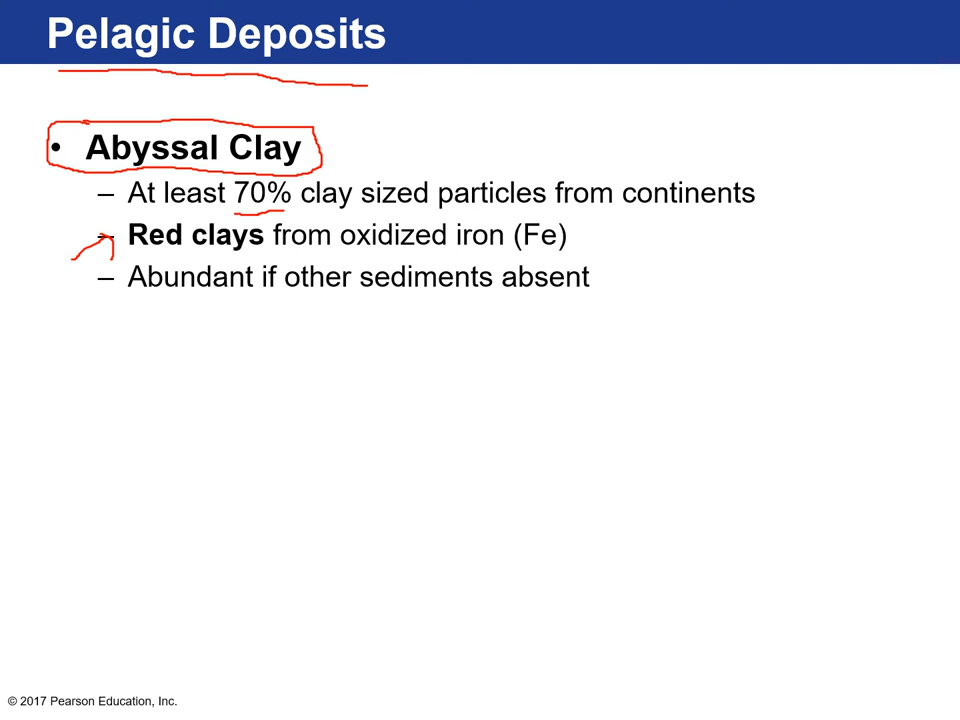 Pelagic Deposits
• Abyssal Clay
– At least 70% clay sized particles from continents
– Red clays from oxidized iron (Fe)
– Abundant if other sediments absent
© 2017 Pearson Education, Inc.